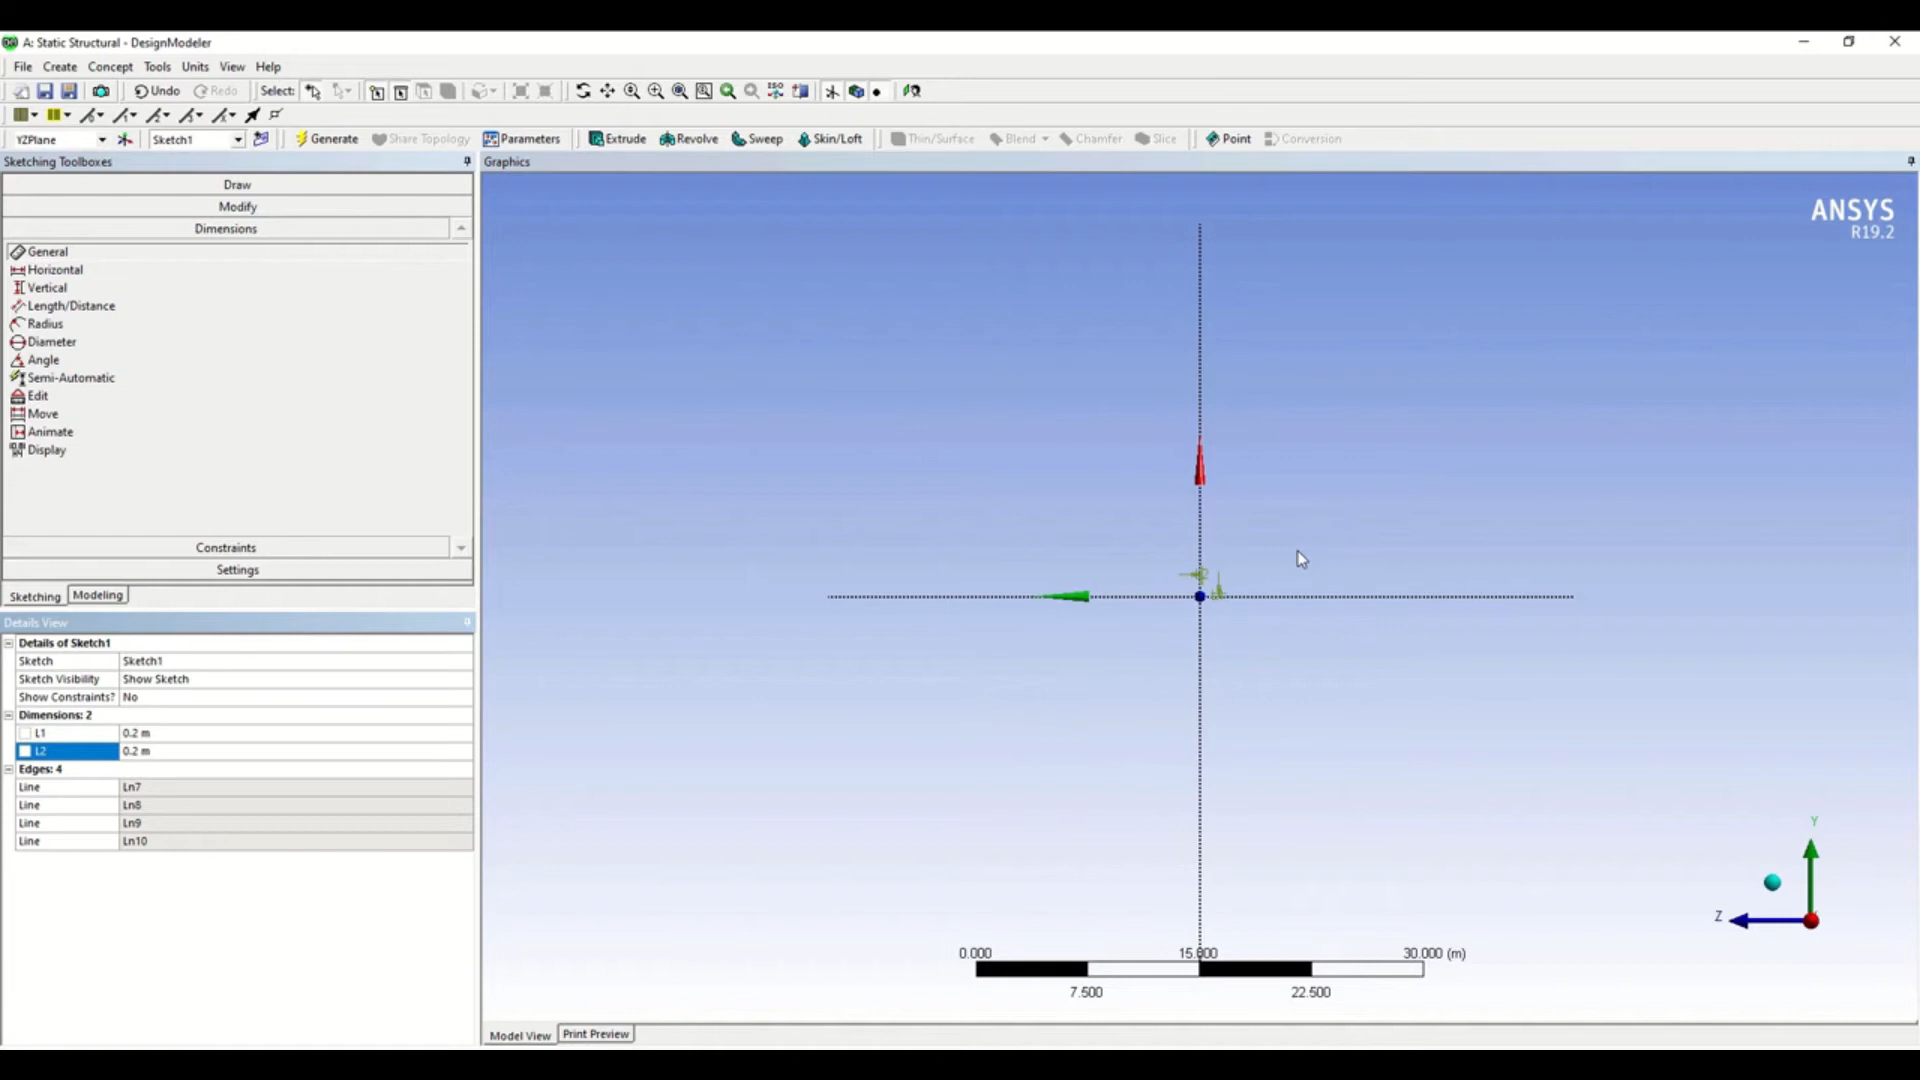 A: Static Structural - DesignModeler
File Create Concept Tools Units View Help
Undo Redo Select: ISO
YZPlane Sketch1 Generate Share Topology Parameters Extrude Revolve Sweep Skin/Loft Thin/Surface Blend Chamfer Slice Point Conversion
Sketching Toolboxes
Draw
Modify
Dimensions
General
Horizontal
Vertical
Length/Distance
Radius
Diameter
Angle
Semi-Automatic
Edit
Move
Animate
Display
Constraints
Settings
Sketching Modeling
Details View
Details of Sketch1
Sketch Sketch1
Sketch Visibility Show Sketch
Show Constraints? No
Dimensions: 2
L1 0.2 m
L2 0.2 m
Edges: 4
Line Ln7
Line Ln8
Line Ln9
Line Ln10
Graphics
ANSYS
R19.2
Y
Z
0.000 15.000 30.000 (m)
7.500 22.500
Model View Print Preview